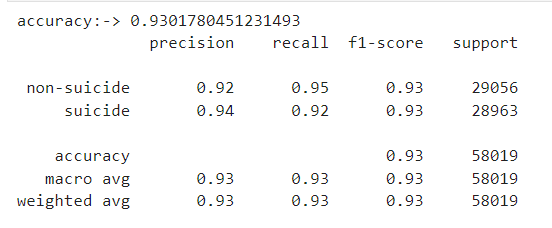 accuracy:-> 0.9301780451231493
precision recall f1-score support
non-suicide 0.92 0.95 0.93 29056
suicide 0.94 0.92 0.93 28963
accuracy 0.93 58019
macro avg 0.93 0.93 0.93 58019
weighted avg 0.93 0.93 0.93 58019